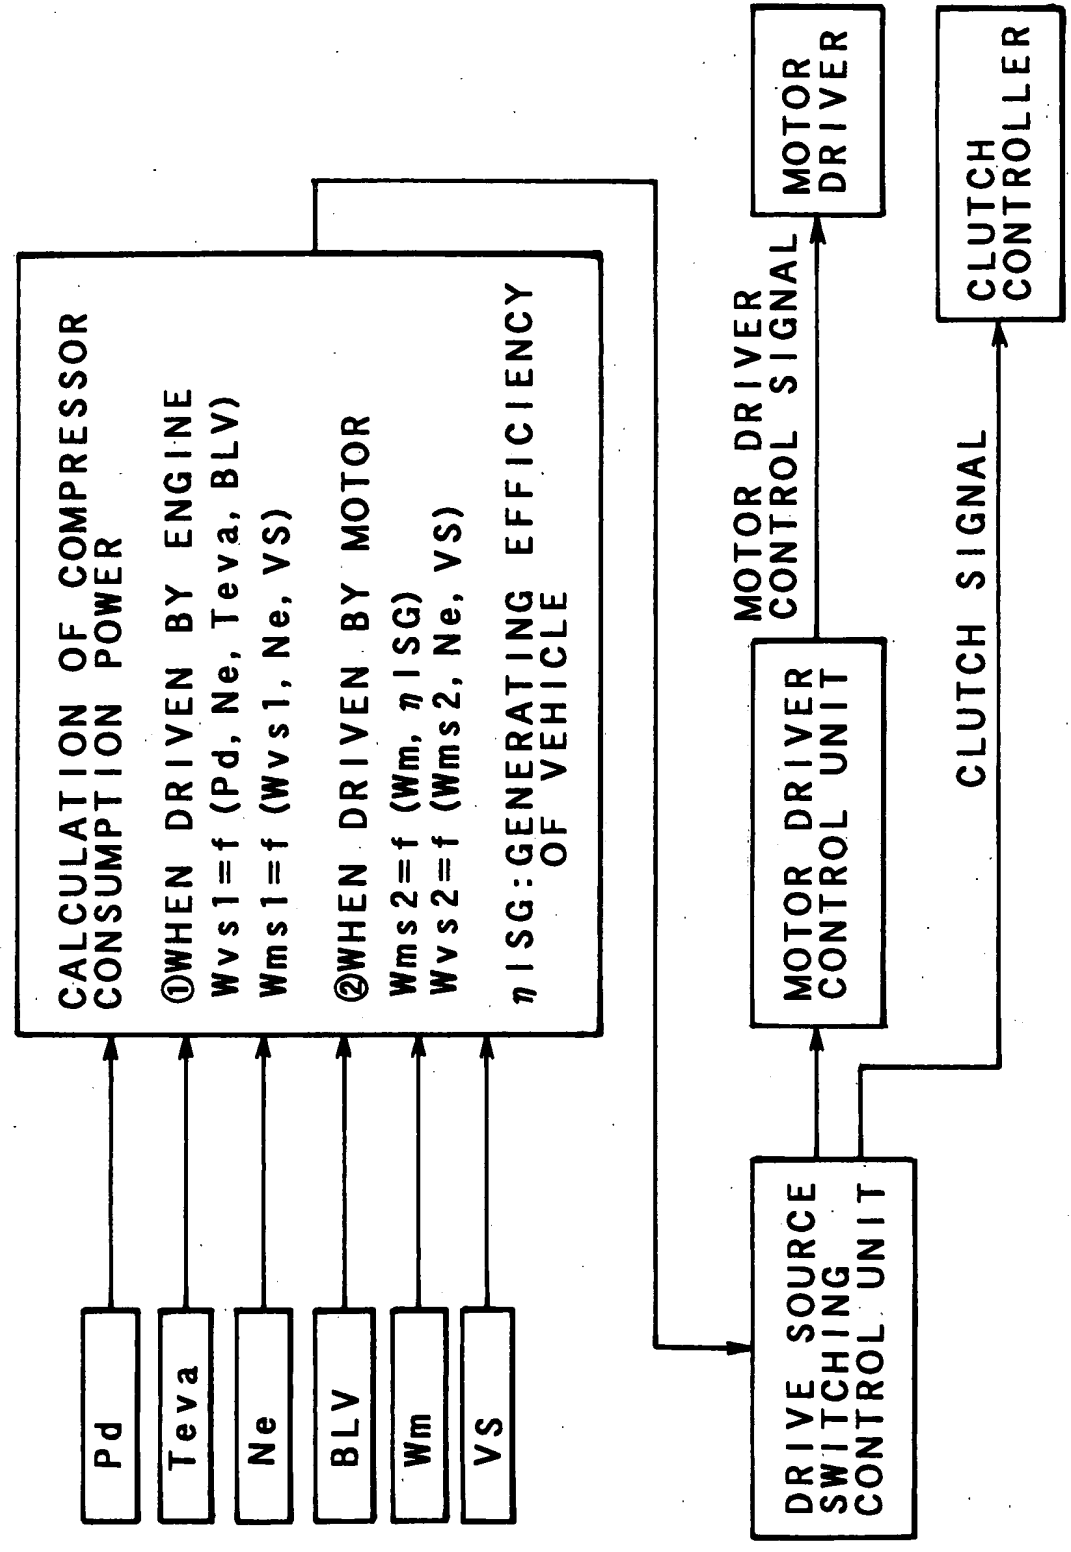 Pd
Teva
Ne
BLV
Wm
VS
CALCULATION OF COMPRESSOR
CONSUMPTION POWER
①WHEN DRIVEN BY ENGINE
Wvs1=f (Pd, Ne, Teva, BLV)
Wms1=f (Wvs1, Ne, VS)
②WHEN DRIVEN BY MOTOR
Wms2=f (Wm, ηISG)
Wvs2=f (Wms2, Ne, VS)
ηISG:GENERATING EFFICIENCY
OF VEHICLE
DRIVE SOURCE
SWITCHING
CONTROL UNIT
MOTOR DRIVER
CONTROL UNIT
MOTOR DRIVER
CONTROL SIGNAL
MOTOR
DRIVER
CLUTCH SIGNAL
CLUTCH
CONTROLLER